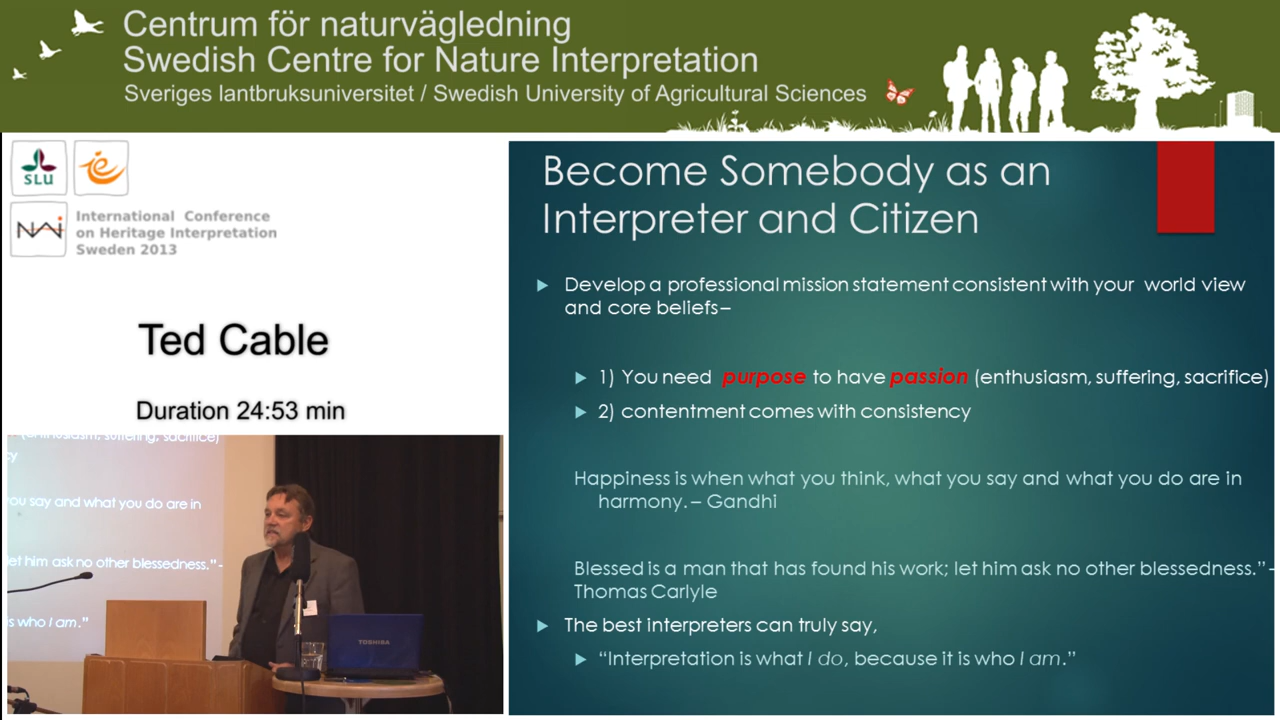 Centrum för naturvägledning
Swedish Centre for Nature Interpretation
Sveriges lantbruksuniversitet / Swedish University of Agricultural Sciences
SLU
NAI
International Conference
on Heritage Interpretation
Sweden 2013
Ted Cable
Duration 24:53 min
(enthusiasm, suffering, sacrifice)
cy
you say and what you do are in
let him ask no other blessedness.”-
s who I am.”
TOSHIBA
Become Somebody as an
Interpreter and Citizen
Develop a professional mission statement consistent with your world view
and core beliefs –
1) You need purpose to have passion (enthusiasm, suffering, sacrifice)
2) contentment comes with consistency
Happiness is when what you think, what you say and what you do are in
harmony. – Gandhi
Blessed is a man that has found his work; let him ask no other blessedness.” -
Thomas Carlyle
The best interpreters can truly say,
“Interpretation is what I do, because it is who I am.”